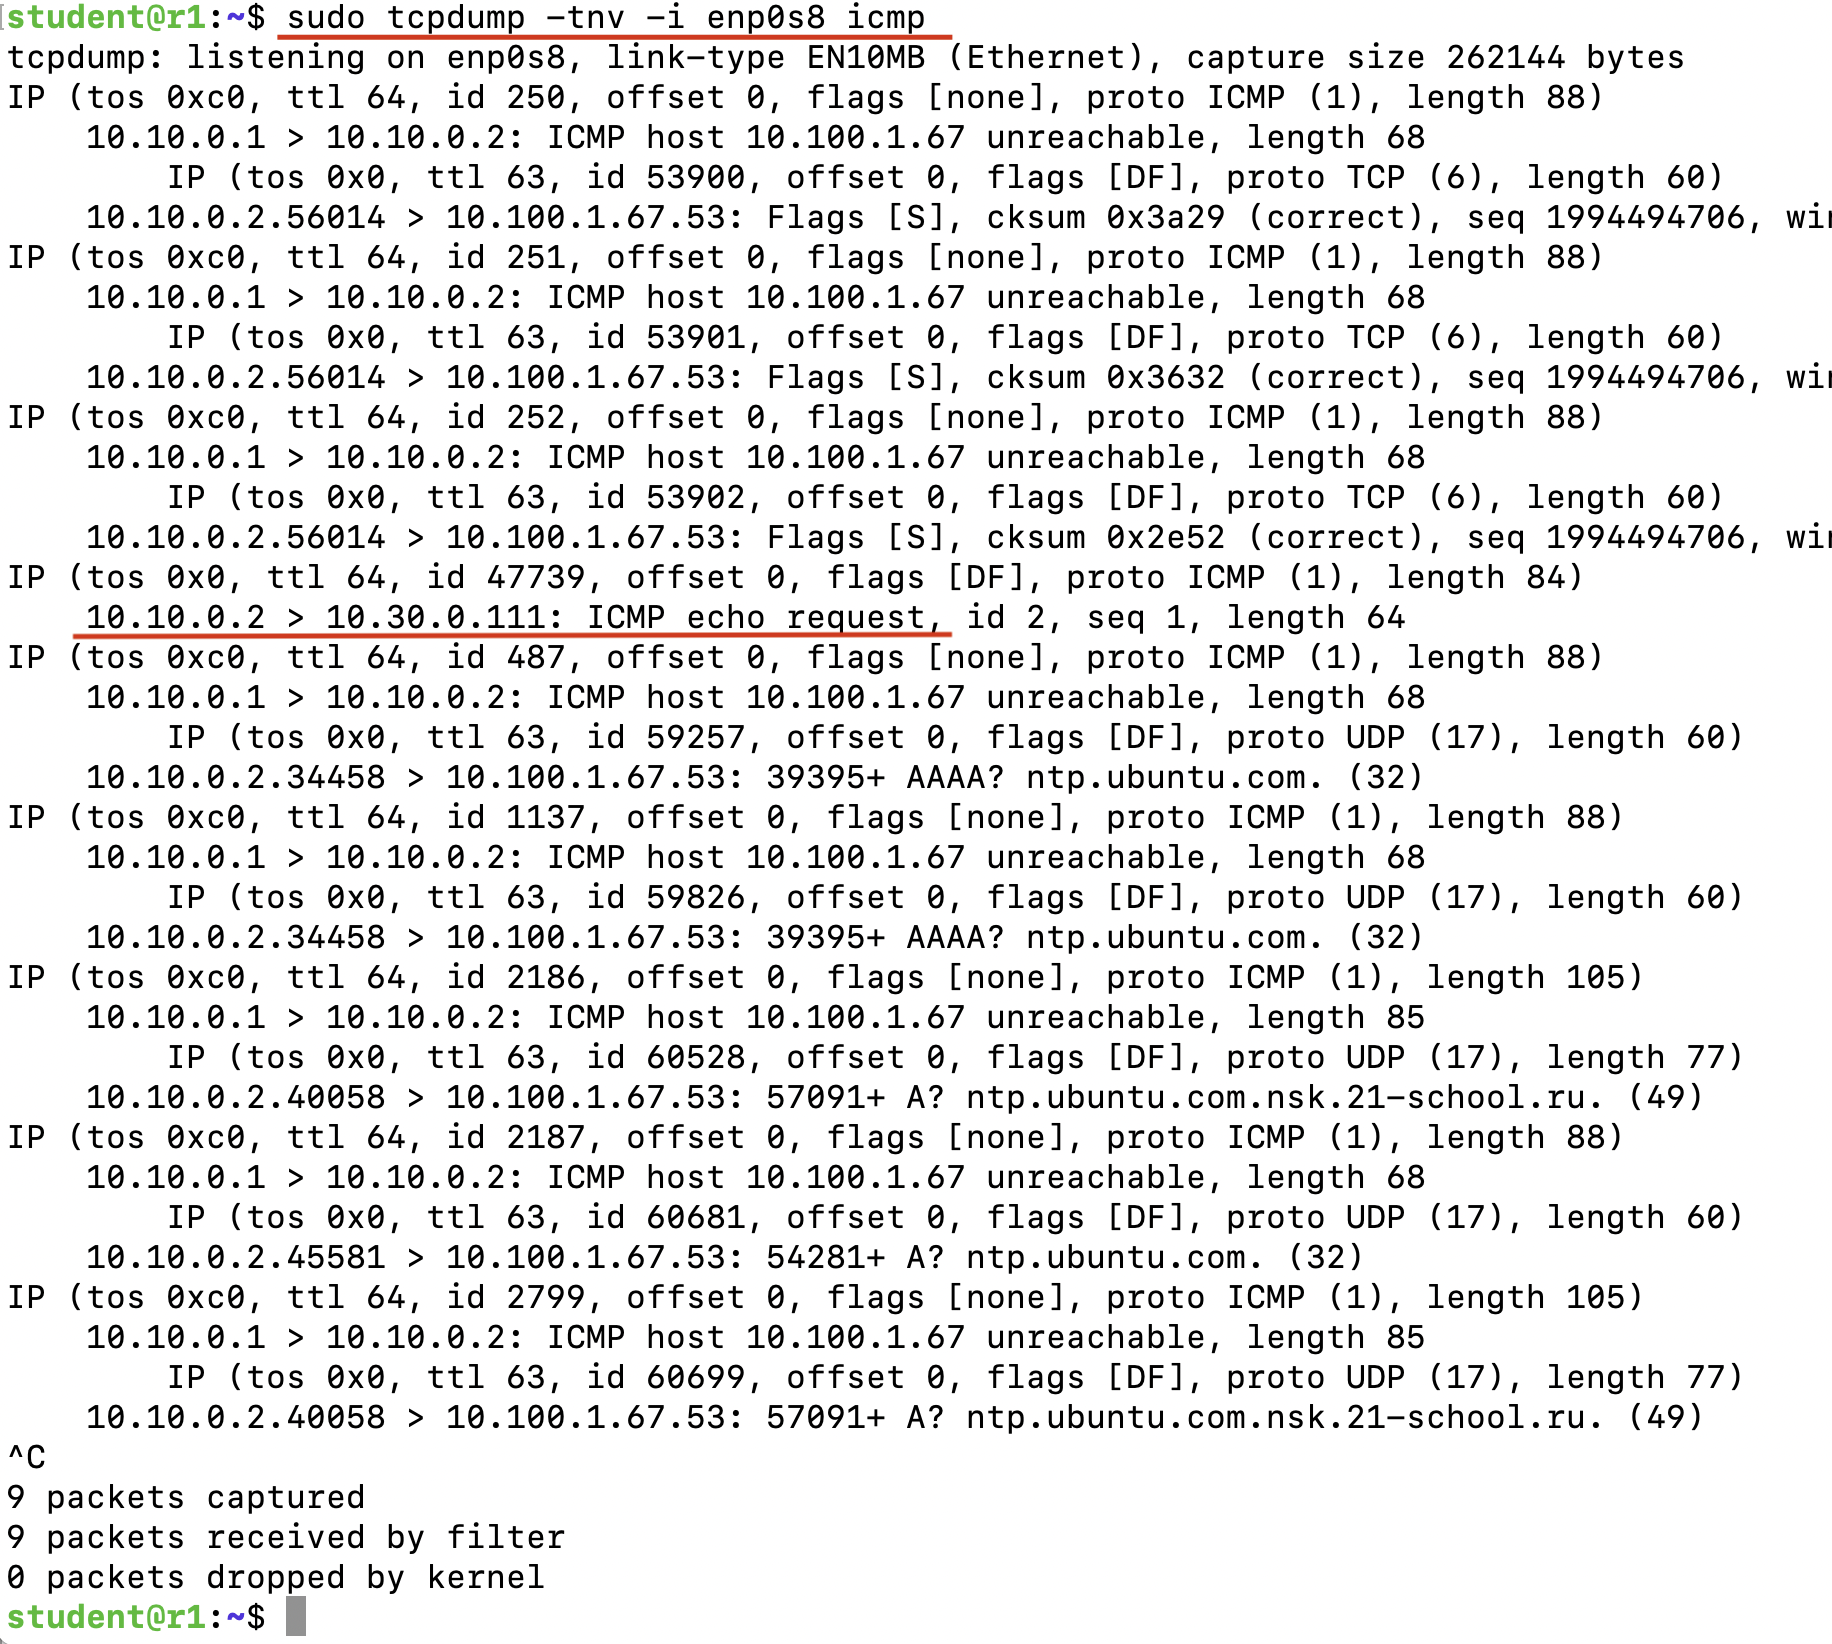 student@r1:~$ sudo tcpdump -tnv -i enp0s8 icmp
tcpdump: listening on enp0s8, link-type EN10MB (Ethernet), capture size 262144 bytes
IP (tos 0xc0, ttl 64, id 250, offset 0, flags [none], proto ICMP (1), length 88)
    10.10.0.1 > 10.10.0.2: ICMP host 10.100.1.67 unreachable, length 68
        IP (tos 0x0, ttl 63, id 53900, offset 0, flags [DF], proto TCP (6), length 60)
    10.10.0.2.56014 > 10.100.1.67.53: Flags [S], cksum 0x3a29 (correct), seq 1994494706,
IP (tos 0xc0, ttl 64, id 251, offset 0, flags [none], proto ICMP (1), length 88)
    10.10.0.1 > 10.10.0.2: ICMP host 10.100.1.67 unreachable, length 68
        IP (tos 0x0, ttl 63, id 53901, offset 0, flags [DF], proto TCP (6), length 60)
    10.10.0.2.56014 > 10.100.1.67.53: Flags [S], cksum 0x3632 (correct), seq 1994494706,
IP (tos 0xc0, ttl 64, id 252, offset 0, flags [none], proto ICMP (1), length 88)
    10.10.0.1 > 10.10.0.2: ICMP host 10.100.1.67 unreachable, length 68
        IP (tos 0x0, ttl 63, id 53902, offset 0, flags [DF], proto TCP (6), length 60)
    10.10.0.2.56014 > 10.100.1.67.53: Flags [S], cksum 0x2e52 (correct), seq 1994494706,
IP (tos 0x0, ttl 64, id 47739, offset 0, flags [DF], proto ICMP (1), length 84)
    10.10.0.2 > 10.30.0.111: ICMP echo request, id 2, seq 1, length 64
IP (tos 0xc0, ttl 64, id 487, offset 0, flags [none], proto ICMP (1), length 88)
    10.10.0.1 > 10.10.0.2: ICMP host 10.100.1.67 unreachable, length 68
        IP (tos 0x0, ttl 63, id 59257, offset 0, flags [DF], proto UDP (17), length 60)
    10.10.0.2.34458 > 10.100.1.67.53: 39395+ AAAA? ntp.ubuntu.com. (32)
IP (tos 0xc0, ttl 64, id 1137, offset 0, flags [none], proto ICMP (1), length 88)
    10.10.0.1 > 10.10.0.2: ICMP host 10.100.1.67 unreachable, length 68
        IP (tos 0x0, ttl 63, id 59826, offset 0, flags [DF], proto UDP (17), length 60)
    10.10.0.2.34458 > 10.100.1.67.53: 39395+ AAAA? ntp.ubuntu.com. (32)
IP (tos 0xc0, ttl 64, id 2186, offset 0, flags [none], proto ICMP (1), length 105)
    10.10.0.1 > 10.10.0.2: ICMP host 10.100.1.67 unreachable, length 85
        IP (tos 0x0, ttl 63, id 60528, offset 0, flags [DF], proto UDP (17), length 77)
    10.10.0.2.40058 > 10.100.1.67.53: 57091+ A? ntp.ubuntu.com.nsk.21-school.ru. (49)
IP (tos 0xc0, ttl 64, id 2187, offset 0, flags [none], proto ICMP (1), length 88)
    10.10.0.1 > 10.10.0.2: ICMP host 10.100.1.67 unreachable, length 68
        IP (tos 0x0, ttl 63, id 60681, offset 0, flags [DF], proto UDP (17), length 60)
    10.10.0.2.45581 > 10.100.1.67.53: 54281+ A? ntp.ubuntu.com. (32)
IP (tos 0xc0, ttl 64, id 2799, offset 0, flags [none], proto ICMP (1), length 105)
    10.10.0.1 > 10.10.0.2: ICMP host 10.100.1.67 unreachable, length 85
        IP (tos 0x0, ttl 63, id 60699, offset 0, flags [DF], proto UDP (17), length 77)
    10.10.0.2.40058 > 10.100.1.67.53: 57091+ A? ntp.ubuntu.com.nsk.21-school.ru. (49)
^C
9 packets captured
9 packets received by filter
0 packets dropped by kernel
student@r1:~$